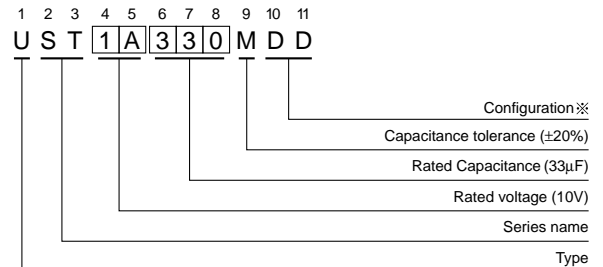 1 2 3 4 5 6 7 8 9 10 11
U S T 1 A 3 3 0 M D D
Configuration※
Capacitance tolerance (±20%)
Rated Capacitance (33μF)
Rated voltage (10V)
Series name
Type